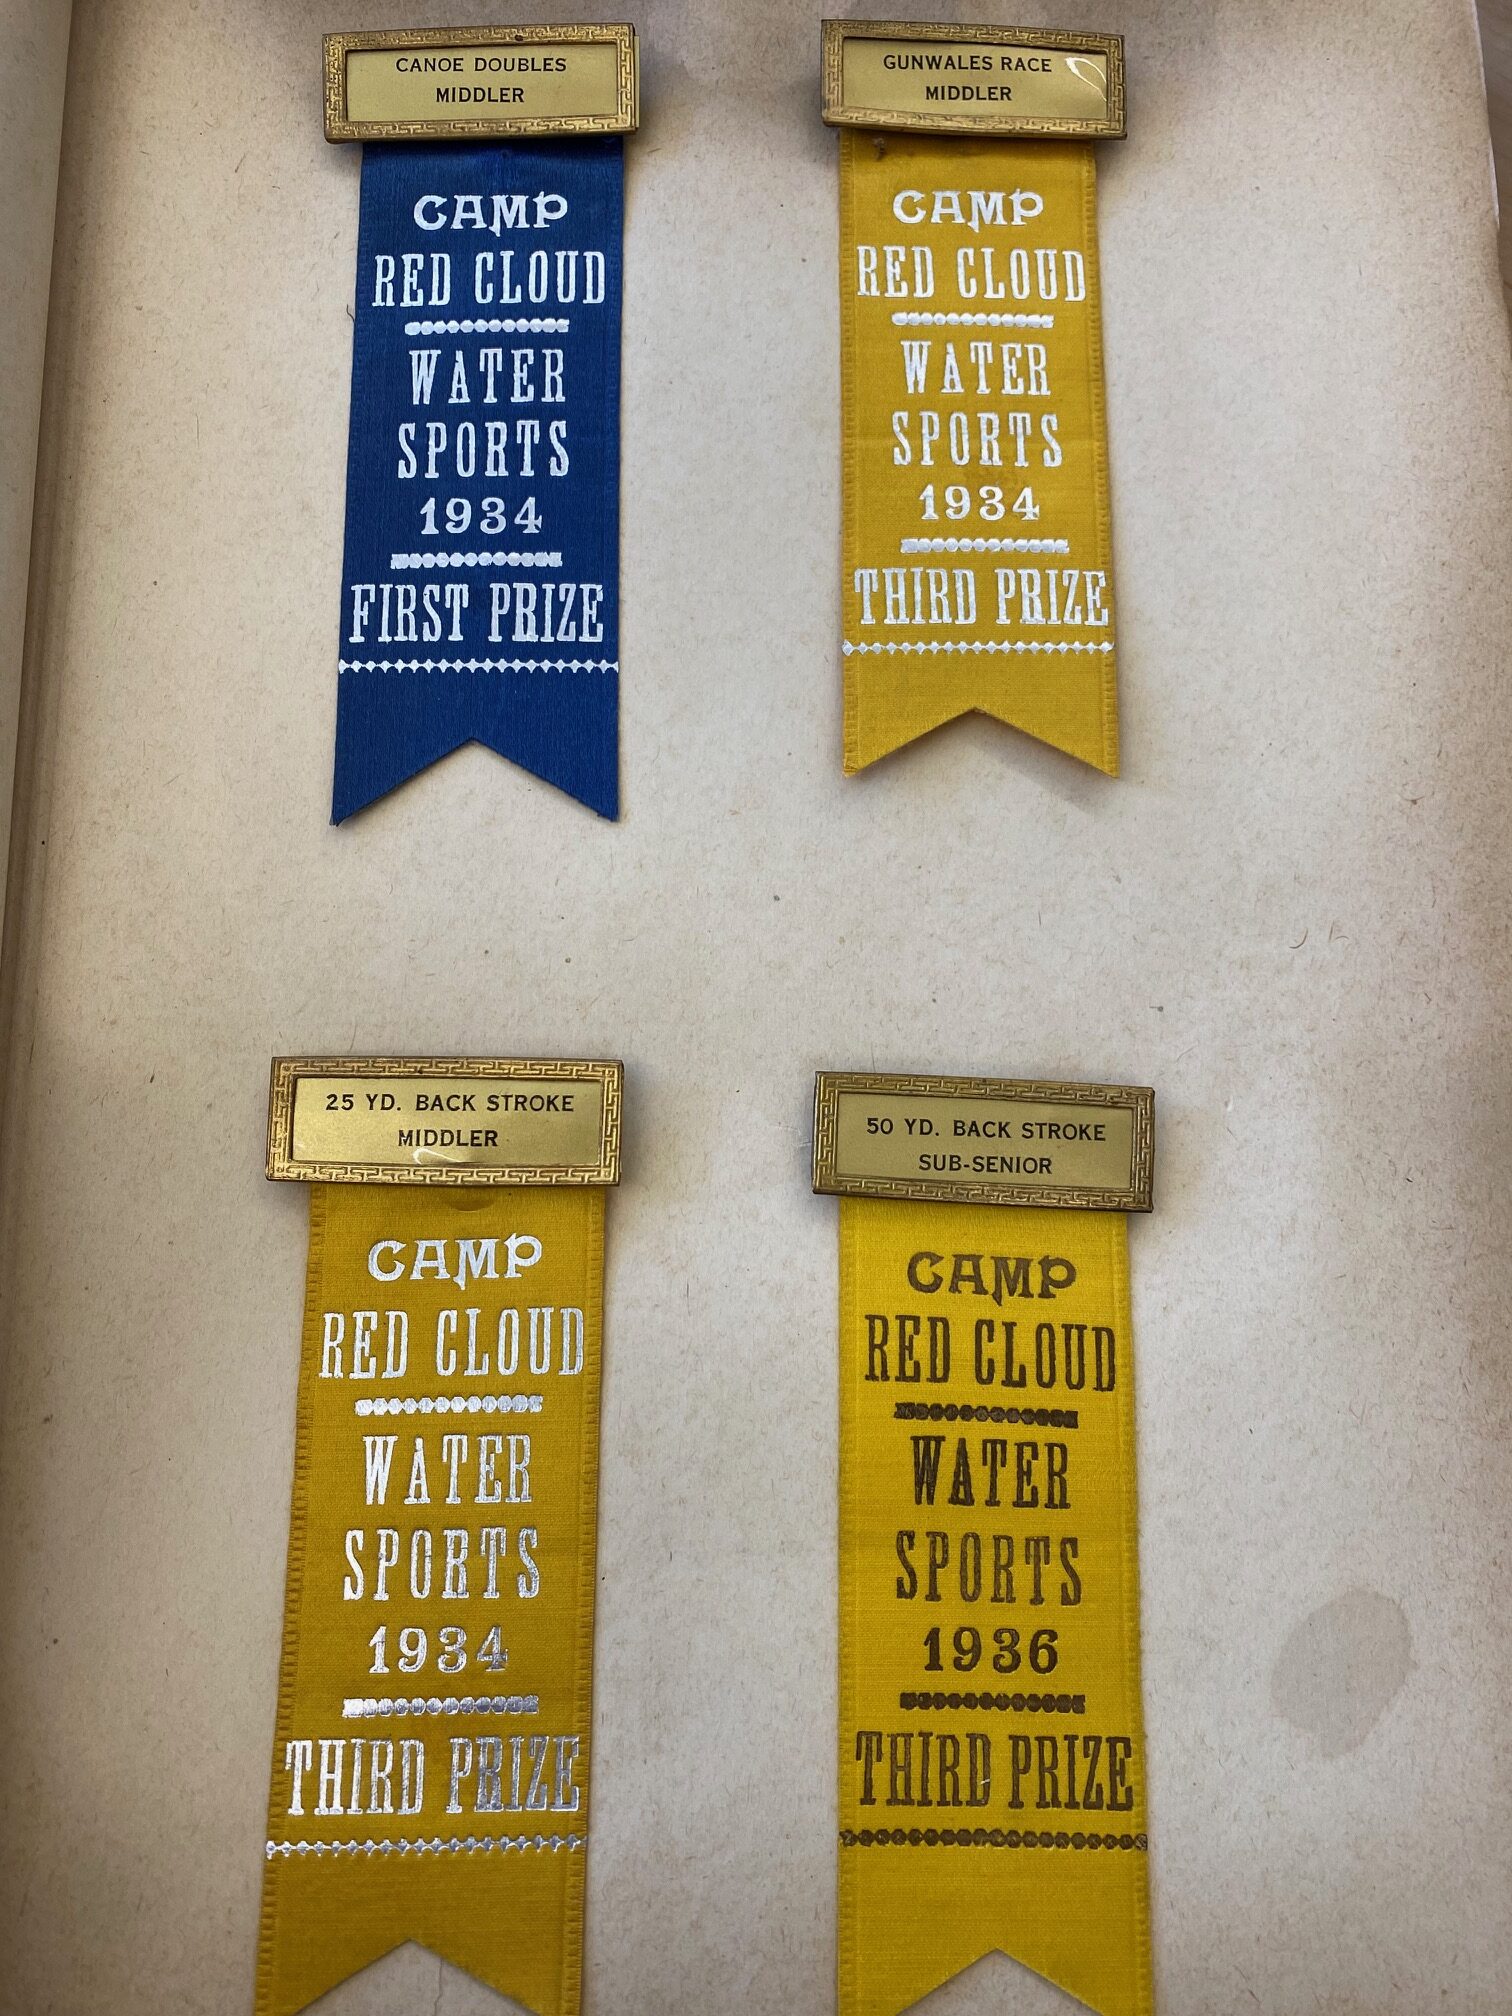 CANOE DOUBLES
MIDDLER
CAMP
RED CLOUD
WATER
SPORTS
1934
FIRST PRIZE
GUNWALES RACE
MIDDLER
CAMP
RED CLOUD
WATER
SPORTS
1934
THIRD PRIZE
25 YD. BACK STROKE
MIDDLER
CAMP
RED CLOUD
WATER
SPORTS
1934
THIRD PRIZE
50 YD. BACK STROKE
SUB-SENIOR
CAMP
RED CLOUD
WATER
SPORTS
1936
THIRD PRIZE